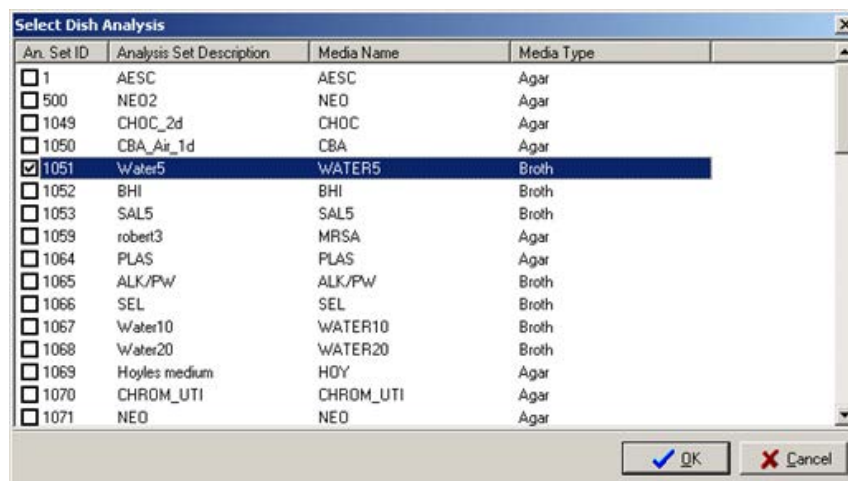 Select Dish Analysis
An. Set ID Analysis Set Description Media Name Media Type
1 AESC AESC Agar
500 NEO2 NEO Agar
1049 CHOC_2d CHOC Agar
1050 CBA_Air_1d CBA Agar
1051 Water5 WATER5 Broth
1052 BHI BHI Broth
1053 SAL5 SAL5 Broth
1059 robert3 MRSA Agar
1064 PLAS PLAS Agar
1065 ALK/PW ALK/PW Broth
1066 SEL SEL Broth
1067 Water10 WATER10 Broth
1068 Water20 WATER20 Broth
1069 Hoyles medium HOY Agar
1070 CHROM_UTI CHROM_UTI Agar
1071 NEO NEO Agar
OK Cancel